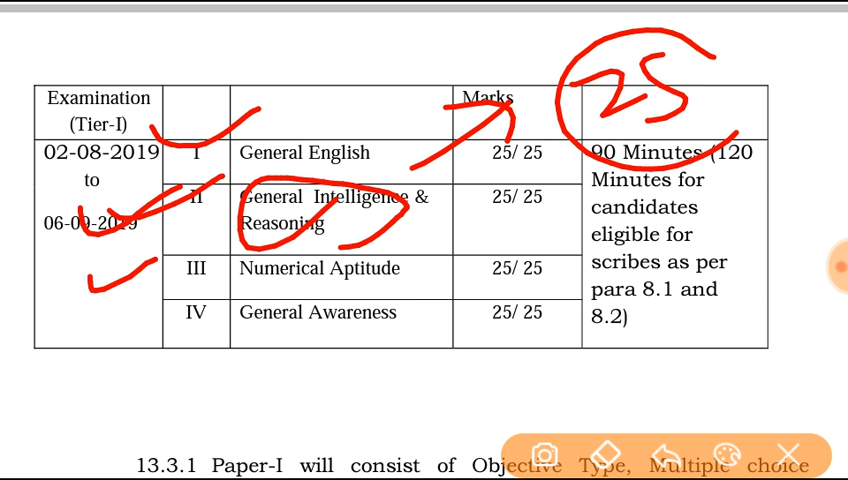 25
Examination
(Tier-I)
Marks
02-08-2019
to
06-09-2019
I
General English
25/ 25
90 Minutes (120
Minutes for
candidates
eligible for
scribes as per
para 8.1 and
8.2)
II
General Intelligence &
Reasoning
25/ 25
III
Numerical Aptitude
25/ 25
IV
General Awareness
25/ 25
13.3.1 Paper-I will consist of Objective Type, Multiple choice